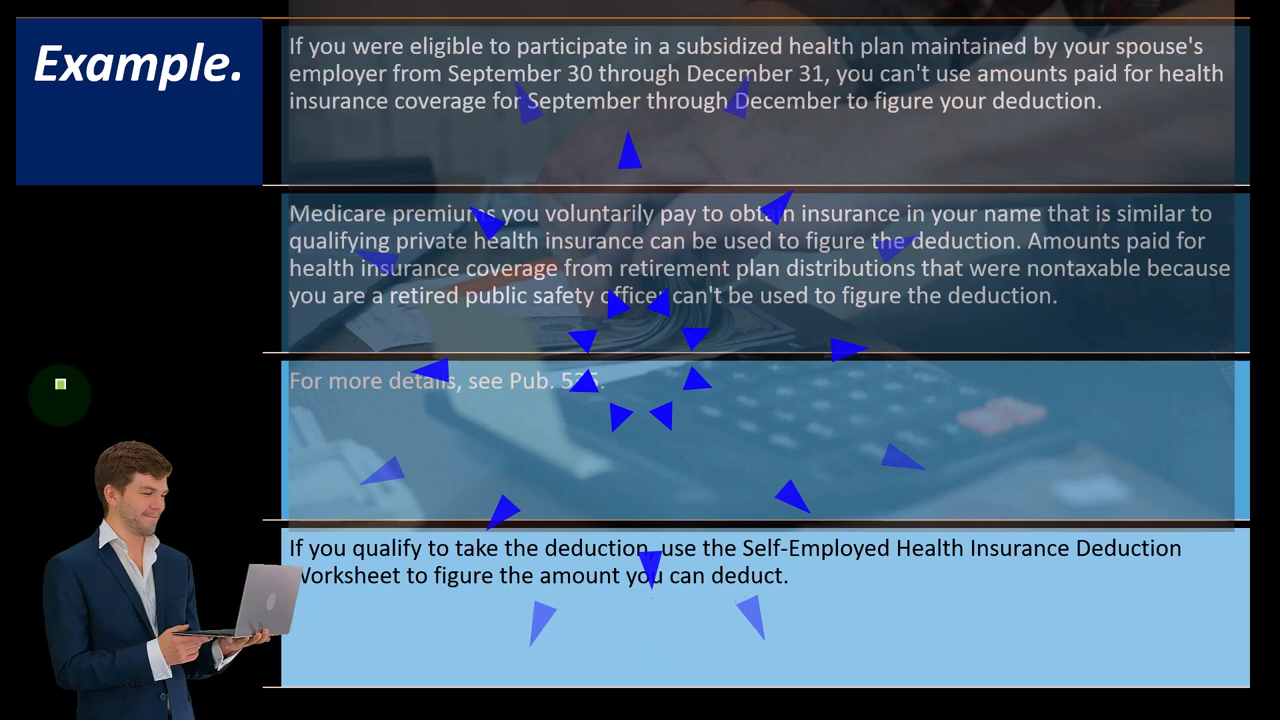 Example.
If you were eligible to participate in a subsidized health plan maintained by your spouse's
employer from September 30 through December 31, you can't use amounts paid for health
insurance coverage for September through December to figure your deduction.
Medicare premiums you voluntarily pay to obtain insurance in your name that is similar to
qualifying private health insurance can be used to figure the deduction. Amounts paid for
health insurance coverage from retirement plan distributions that were nontaxable because
you are a retired public safety officer can't be used to figure the deduction.
For more details, see Pub.
If you qualify to take the deduction, use the Self-Employed Health Insurance Deduction
Worksheet to figure the amount you can deduct.